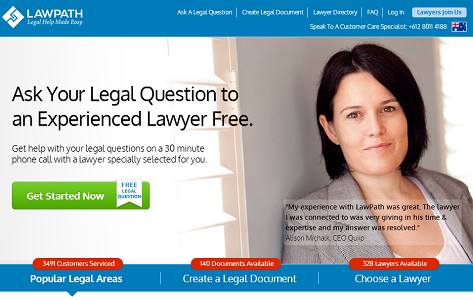 LAWPATH
Legal Help Made Easy
Ask A Legal Question | Create Legal Document | Lawyer Directory | FAQ | Log In | Lawyers Join Us
Speak To A Customer Care Specialist: +612 8011 4188
Ask Your Legal Question to
an Experienced Lawyer Free.
Get help with your legal questions on a 30 minute
phone call with a lawyer specially selected for you.
Get Started Now
FREE
LEGAL
QUESTION
"My experience with LawPath was great. The lawyer
I was connected to was very giving in his time &
expertise and my answer was resolved."
Alison Michalk, CEO Quiip
3491 Customers Serviced
Popular Legal Areas
140 Documents Available
Create a Legal Document
328 Lawyers Available
Choose a Lawyer